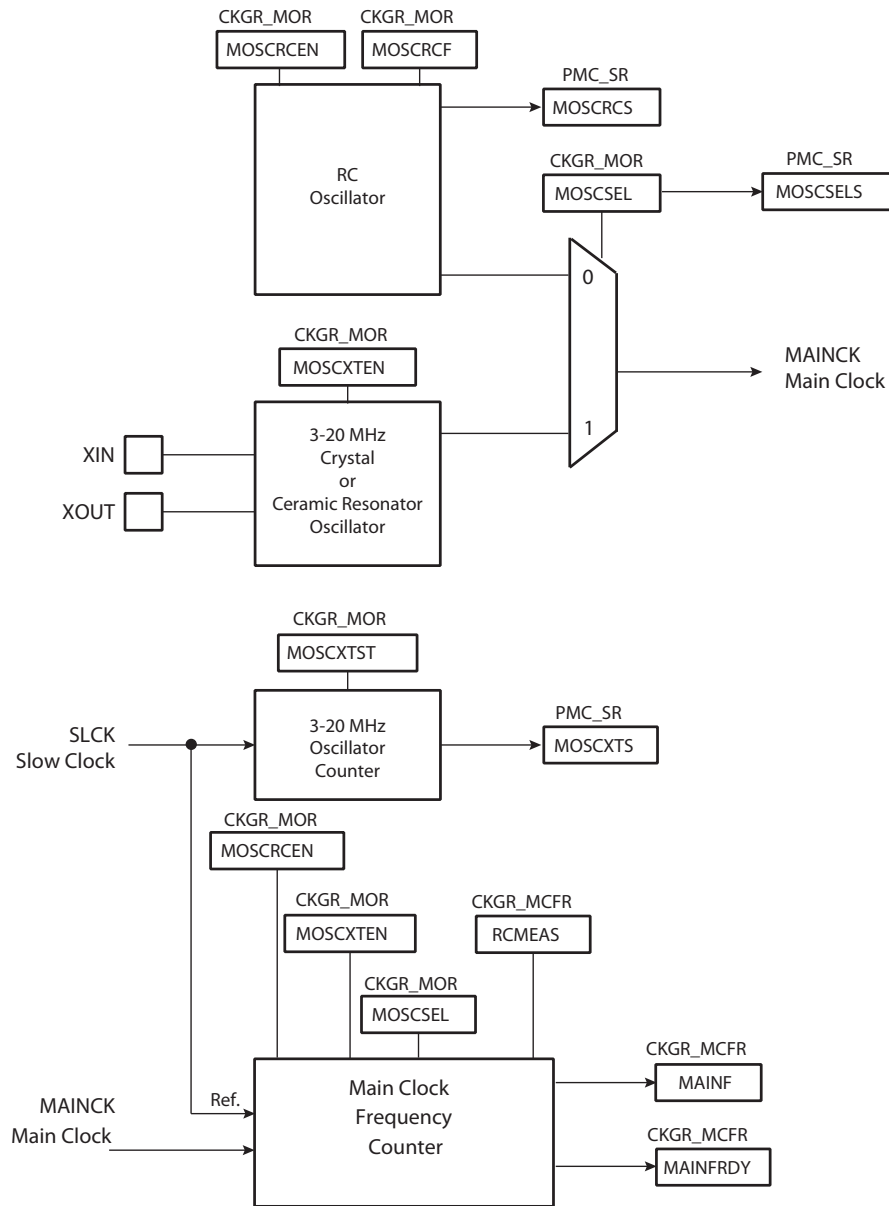 CKGR_MOR
CKGR_MOR
MOSCRCEN
MOSCRCF
PMC_SR
MOSCRCS
RC
Oscillator
CKGR_MOR
MOSCSEL
PMC_SR
MOSCSELS
0
CKGR_MOR
MOSCXTEN
MAINCK
Main Clock
3-20 MHz
Crystal
or
Ceramic Resonator
Oscillator
1
XIN
XOUT
CKGR_MOR
MOSCXTST
SLCK
Slow Clock
3-20 MHz
Oscillator
Counter
PMC_SR
MOSCXTS
CKGR_MOR
MOSCRCEN
CKGR_MOR
MOSCXTEN
CKGR_MCFR
RCMEAS
CKGR_MOR
MOSCSEL
MAINCK
Main Clock
Ref.
Main Clock
Frequency
Counter
CKGR_MCFR
MAINF
CKGR_MCFR
MAINFRDY